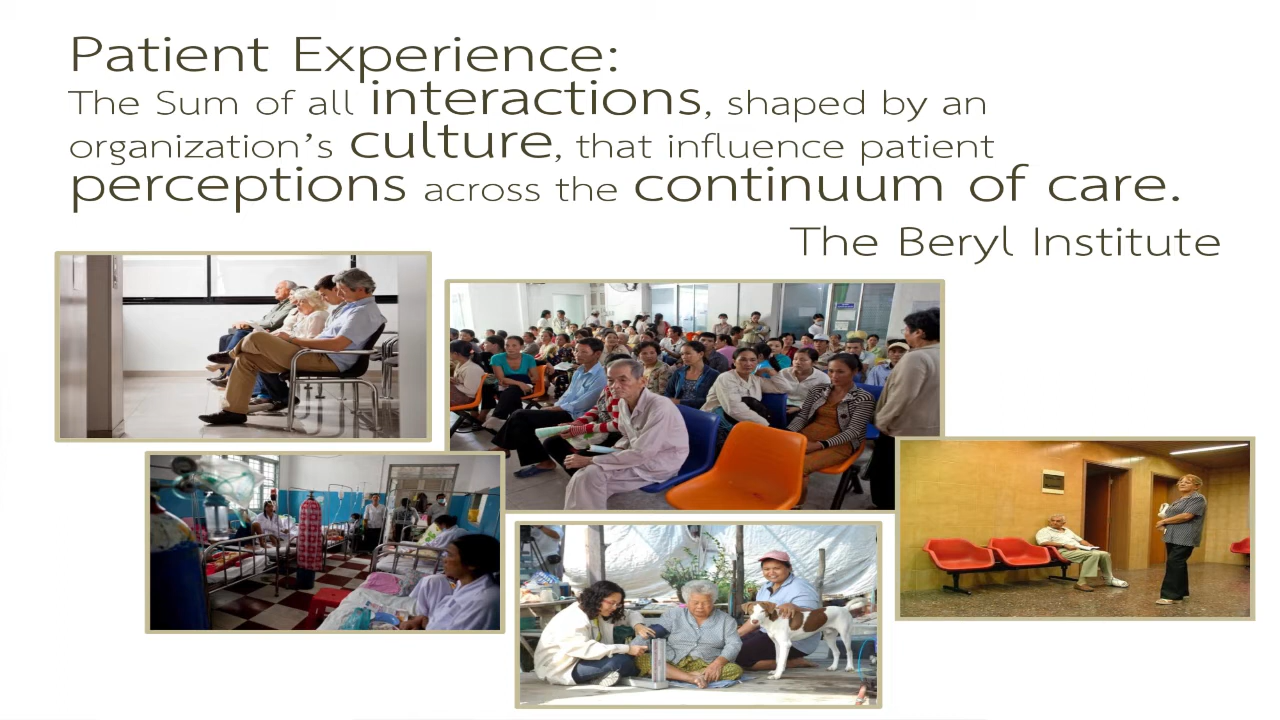 Patient Experience:
The Sum of all interactions, shaped by an
organization’s culture, that influence patient
perceptions across the continuum of care.
The Beryl Institute